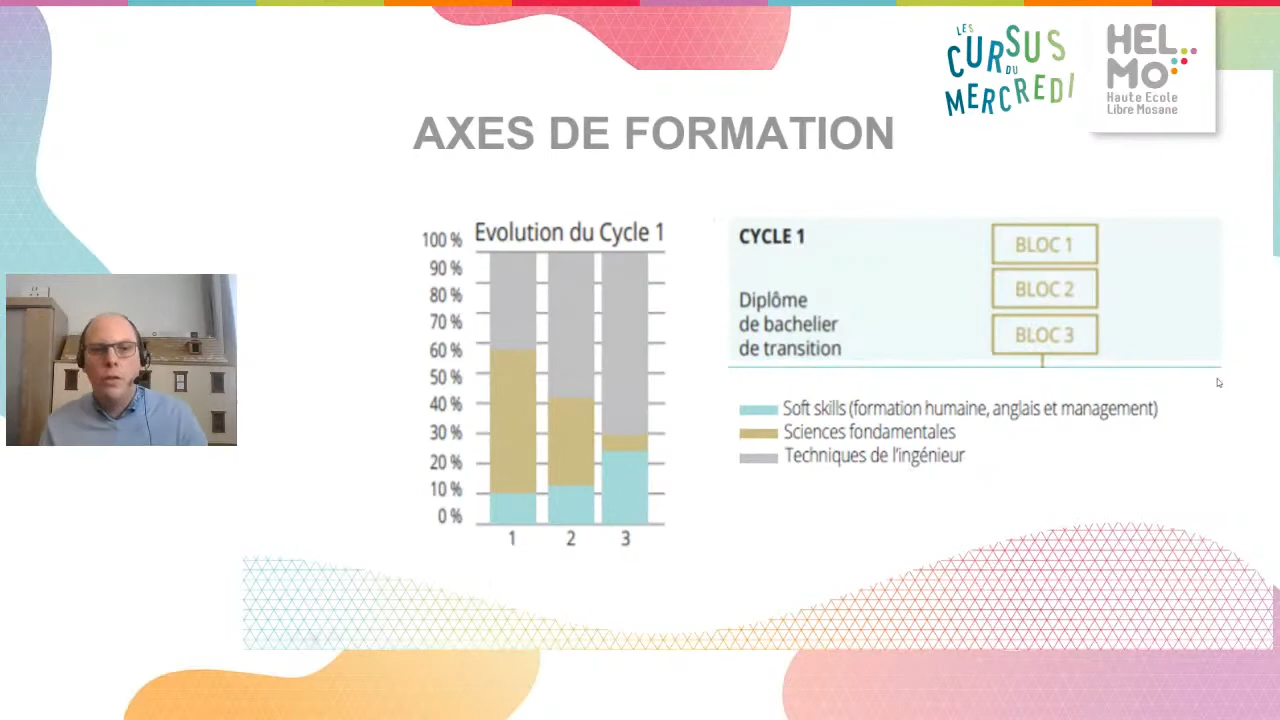 LES
CURSUS
DU
MERCREDI
HEL
MO
Haute Ecole
Libre Mosane
AXES DE FORMATION
Evolution du Cycle 1
100 %
90 %
80 %
70 %
60 %
50 %
40 %
30 %
20 %
10 %
0 %
1 2 3
CYCLE 1
Diplôme
de bachelier
de transition
BLOC 1
BLOC 2
BLOC 3
Soft skills (formation humaine, anglais et management)
Sciences fondamentales
Techniques de l'ingénieur